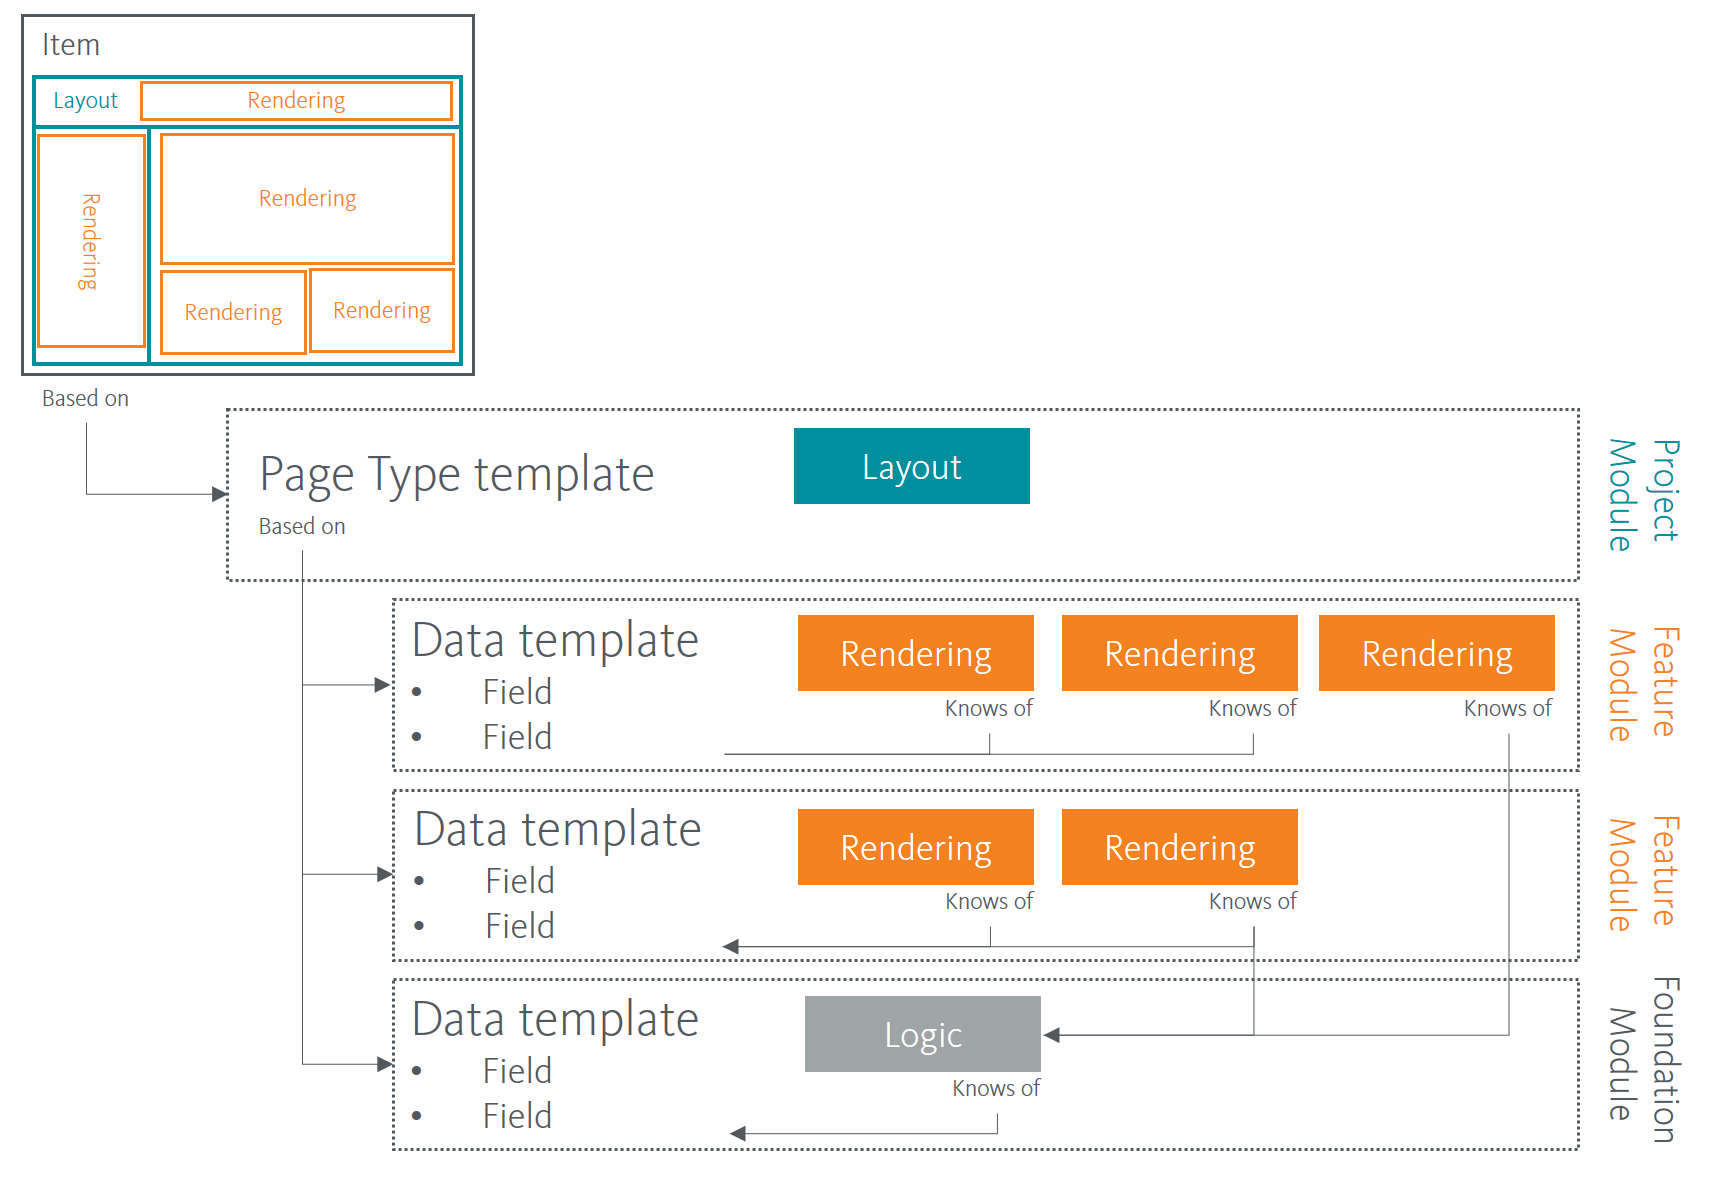 Item
Layout
Rendering
Rendering
Rendering
Rendering
Rendering
Based on
Page Type template
Layout
Based on
Project
Module
Data template
• Field
• Field
Rendering
Knows of
Rendering
Knows of
Rendering
Knows of
Feature
Module
Data template
• Field
• Field
Rendering
Knows of
Rendering
Knows of
Feature
Module
Data template
• Field
• Field
Logic
Knows of
Foundation
Module